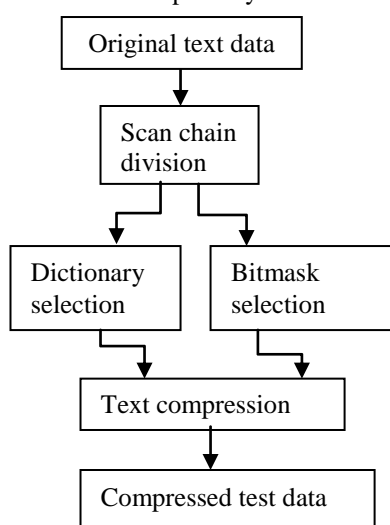 Original text data
Scan chain
division
Dictionary
selection
Bitmask
selection
Text compression
Compressed test data